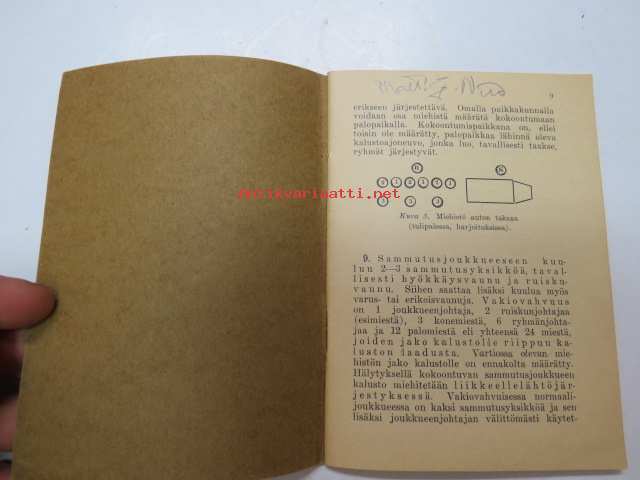 9
erikseen järjestettävä. Omalla paikkakunnalla
voidaan osa miehistä määrätä kokoontumaan
palopaikalla. Kokoontumispaikkana on, ellei
toisin ole määrätty, palopaikkaa lähinnä oleva
kalustoajoneuvo, jonka luo, tavallisesti taakse,
ryhmät järjestyvät.
antikvariaatti.net
Kuva 5. Miehistö auton takana
(tulipalossa, harjoituksissa).
9. Sammutusjoukkueeseen kuu-
luu 2—3 sammutusyksikköä, taval-
lisesti hyökkäysvaunu ja ruisku-
vaunu. Siihen saattaa lisäksi kuulua myös
varus- tai erikoisvaunuja. Vakiovahvuus
on 1 joukkueenjohtaja, 2 ruiskunjohtajaa
(esimiestä), 3 konemiestä, 6 ryhmänjohta-
jaa ja 12 palomiestä eli yhteensä 24 miestä,
joiden jako kalustolle riippuu ka-
luston laadusta. Vartiossa olevan mie-
histön jako kalustolle on ennakolta määrätty.
Hälytyksellä kokoontuvan sammutusjoukkueen
kalusto miehitetään liikkeellelähtöjär-
jestyksessä. Vakiovahvuisessa normaali-
joukkueessa on kaksi sammutusyksikköä ja sen
lisäksi joukkueenjohtajan välittömästi käytet-